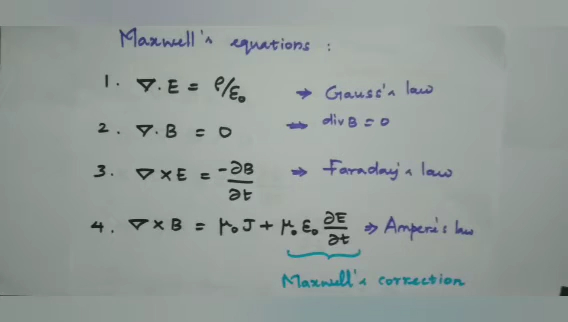 Maxwell's equations :
1. ∇.E = ρ/ε₀ ⇒ Gauss's law
2. ∇.B = 0 ⇒ div B = 0
3. ∇×E = -∂B/∂t ⇒ Faraday's law
4. ∇×B = μ₀J + μ₀ε₀ ∂E/∂t ⇒ Ampere's law
Maxwell's correction